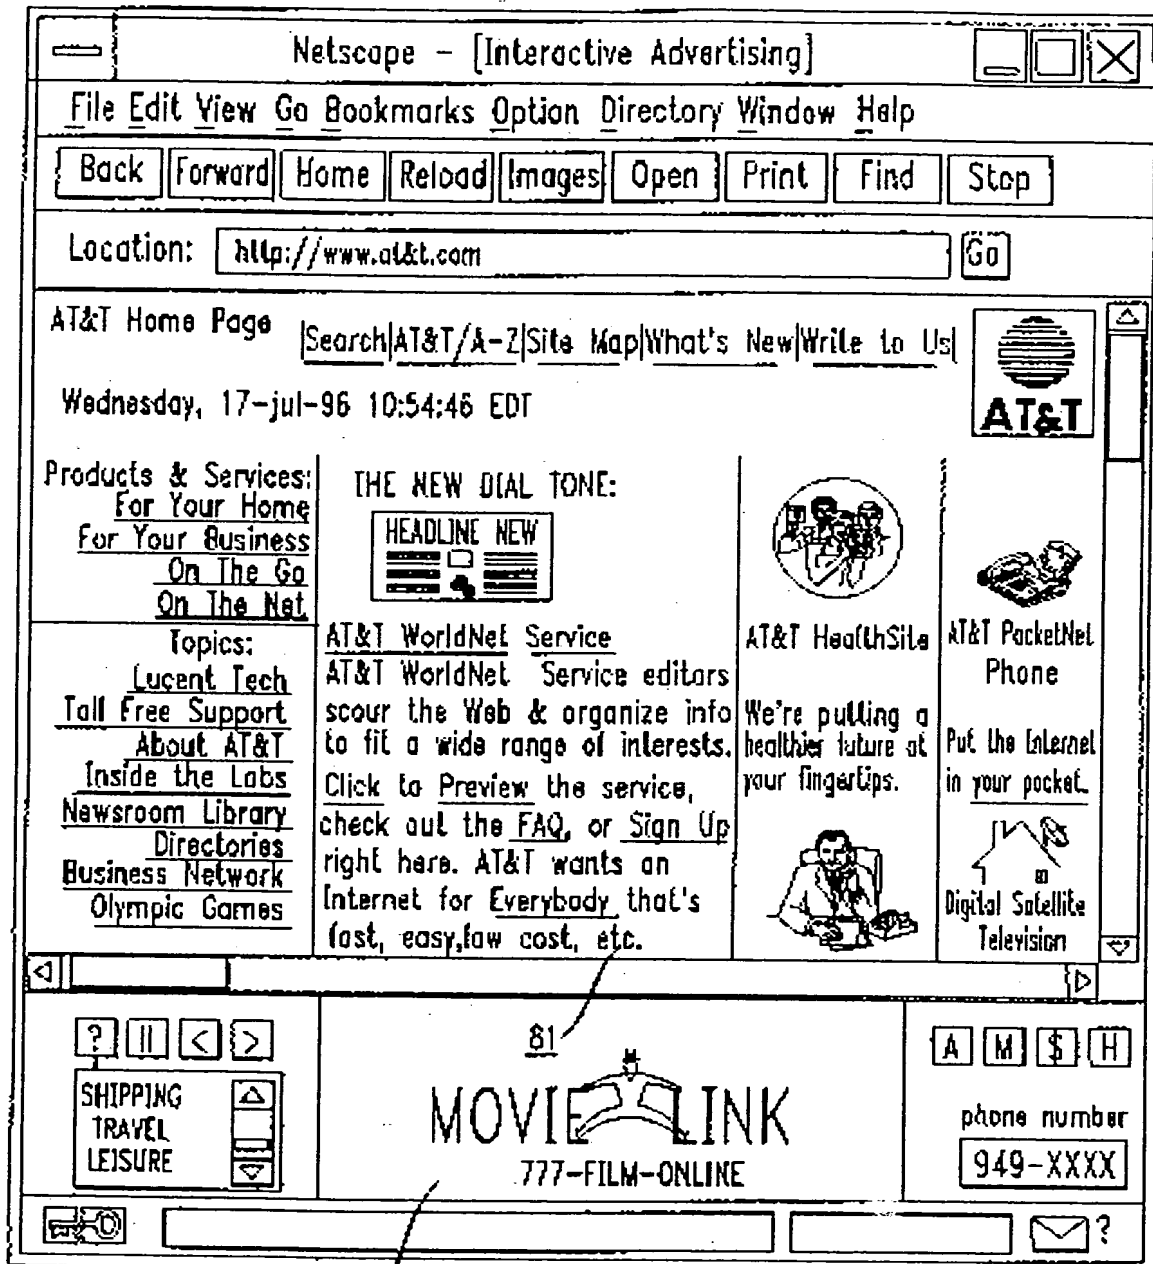 Netscape - [Interactive Advertising]
File Edit View Go Bookmarks Option Directory Window Help
Back Forward Home Reload Images Open Print Find Stop
Location: http://www.at&t.com Go
AT&T Home Page |Search|AT&T/A-Z|Site Map|What's New|Write to Us|
AT&T
Wednesday, 17-jul-96 10:54:46 EDT
Products & Services:
For Your Home
For Your Business
On The Go
On The Net
Topics:
Lucent Tech
Toll Free Support
About AT&T
Inside the Labs
Newsroom Library
Directories
Business Network
Olympic Games
THE NEW DIAL TONE:
HEADLINE NEW
AT&T WorldNet Service
AT&T WorldNet Service editors
scour the Web & organize info
to fit a wide range of interests.
Click to Preview the service,
check out the FAQ, or Sign Up
right here. AT&T wants an
Internet for Everybody that's
fast, easy,low cost, etc.
AT&T HealthSite
We're putting a
healthier future at
your fingertips.
AT&T PocketNet
Phone
Put the Internet
in your pocket.
Digital Satellite
Television
81
? || < >
SHIPPING
TRAVEL
LEISURE
MOVIE LINK
777-FILM-ONLINE
A M $ H
phone number
949-XXXX
?